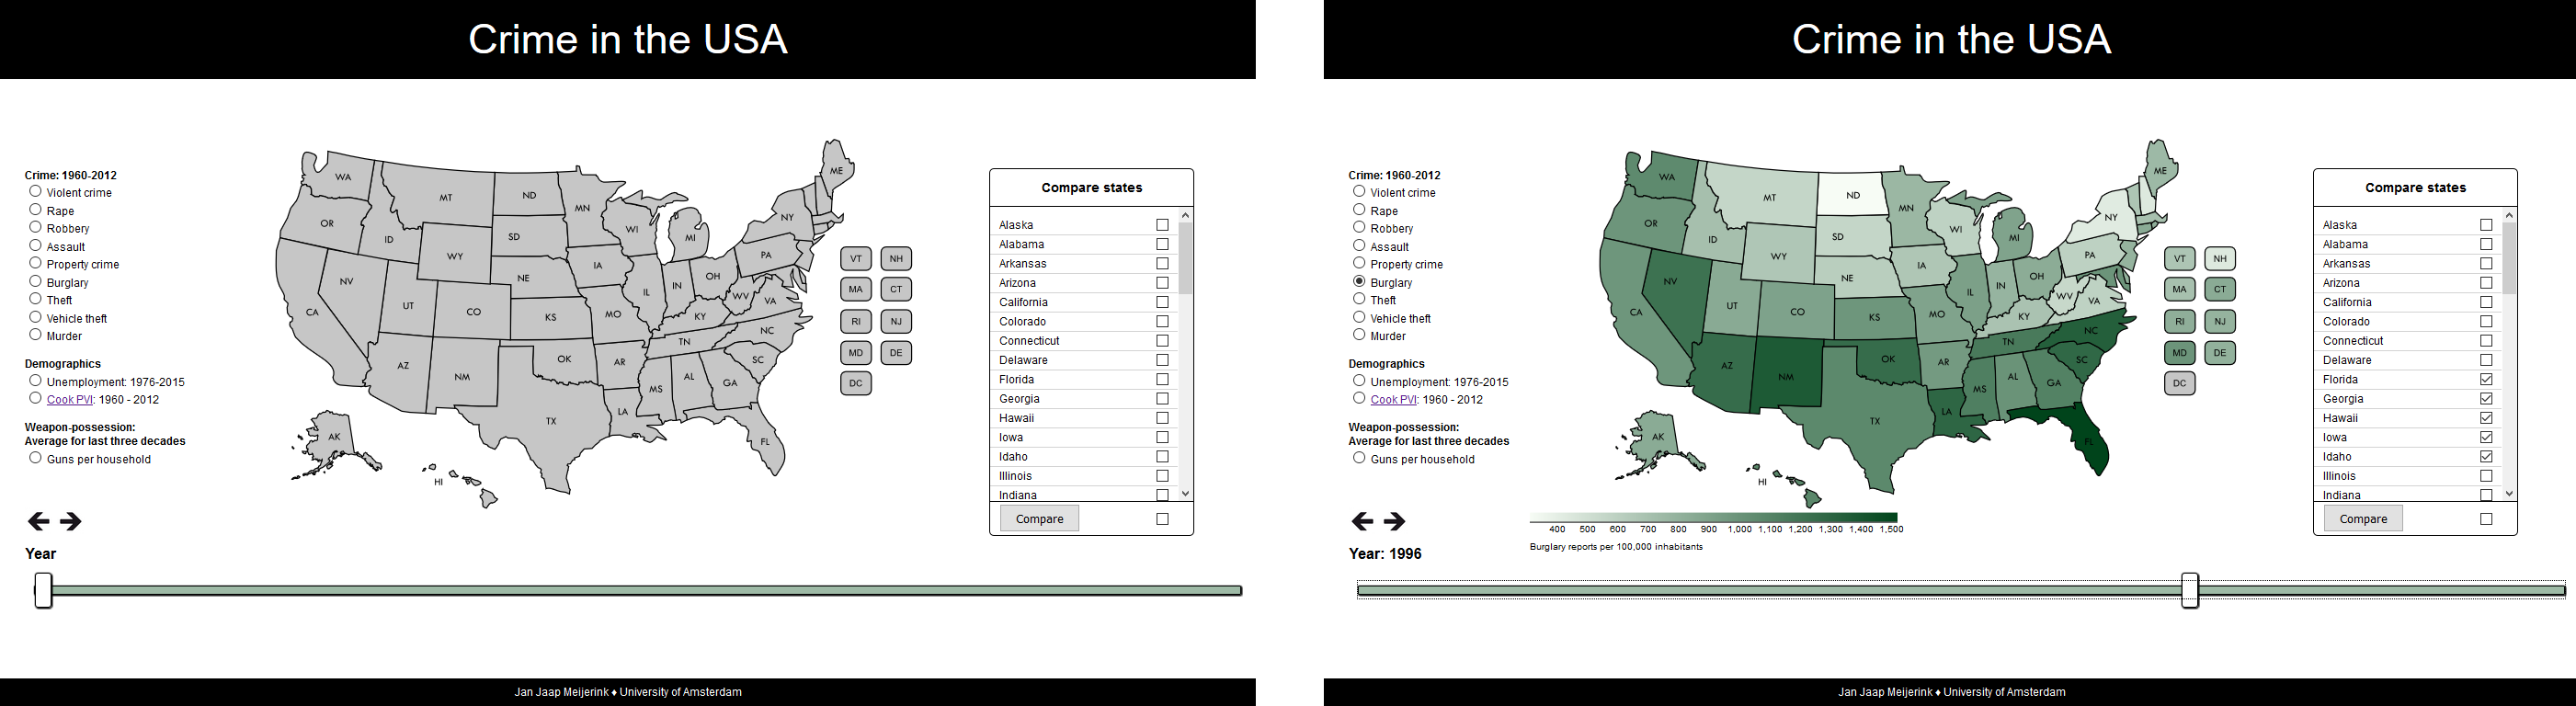 Crime in the USA
Crime: 1960-2012
Violent crime
Rape
Robbery
Assault
Property crime
Burglary
Theft
Vehicle theft
Murder
Demographics
Unemployment: 1976-2015
Cook PVI: 1960 - 2012
Weapon-possession:
Average for last three decades
Guns per household
Year
WA
MT
ND
MN
ME
OR
ID
SD
WI
MI
NY
WY
NE
IA
PA
NV
UT
CO
KS
IL
IN
OH
WV
VA
CA
MO
KY
NC
AZ
NM
OK
AR
TN
SC
MS
AL
GA
TX
LA
FL
AK
HI
VT NH
MA CT
RI NJ
MD DE
DC
Compare states
Alaska
Alabama
Arkansas
Arizona
California
Colorado
Connecticut
Delaware
Florida
Georgia
Hawaii
Iowa
Idaho
Illinois
Indiana
Compare
Jan Jaap Meijerink ♦ University of Amsterdam
Crime in the USA
Crime: 1960-2012
Violent crime
Rape
Robbery
Assault
Property crime
Burglary
Theft
Vehicle theft
Murder
Demographics
Unemployment: 1976-2015
Cook PVI: 1960 - 2012
Weapon-possession:
Average for last three decades
Guns per household
Year: 1996
WA
MT
ND
MN
ME
OR
ID
SD
WI
MI
NY
WY
NE
IA
PA
NV
UT
CO
KS
IL
IN
OH
WV
VA
CA
MO
KY
NC
AZ
NM
OK
AR
TN
SC
MS
AL
GA
TX
LA
FL
AK
HI
400 500 600 700 800 900 1,000 1,100 1,200 1,300 1,400 1,500
Burglary reports per 100,000 inhabitants
VT NH
MA CT
RI NJ
MD DE
DC
Compare states
Alaska
Alabama
Arkansas
Arizona
California
Colorado
Connecticut
Delaware
Florida
Georgia
Hawaii
Iowa
Idaho
Illinois
Indiana
Compare
Jan Jaap Meijerink ♦ University of Amsterdam